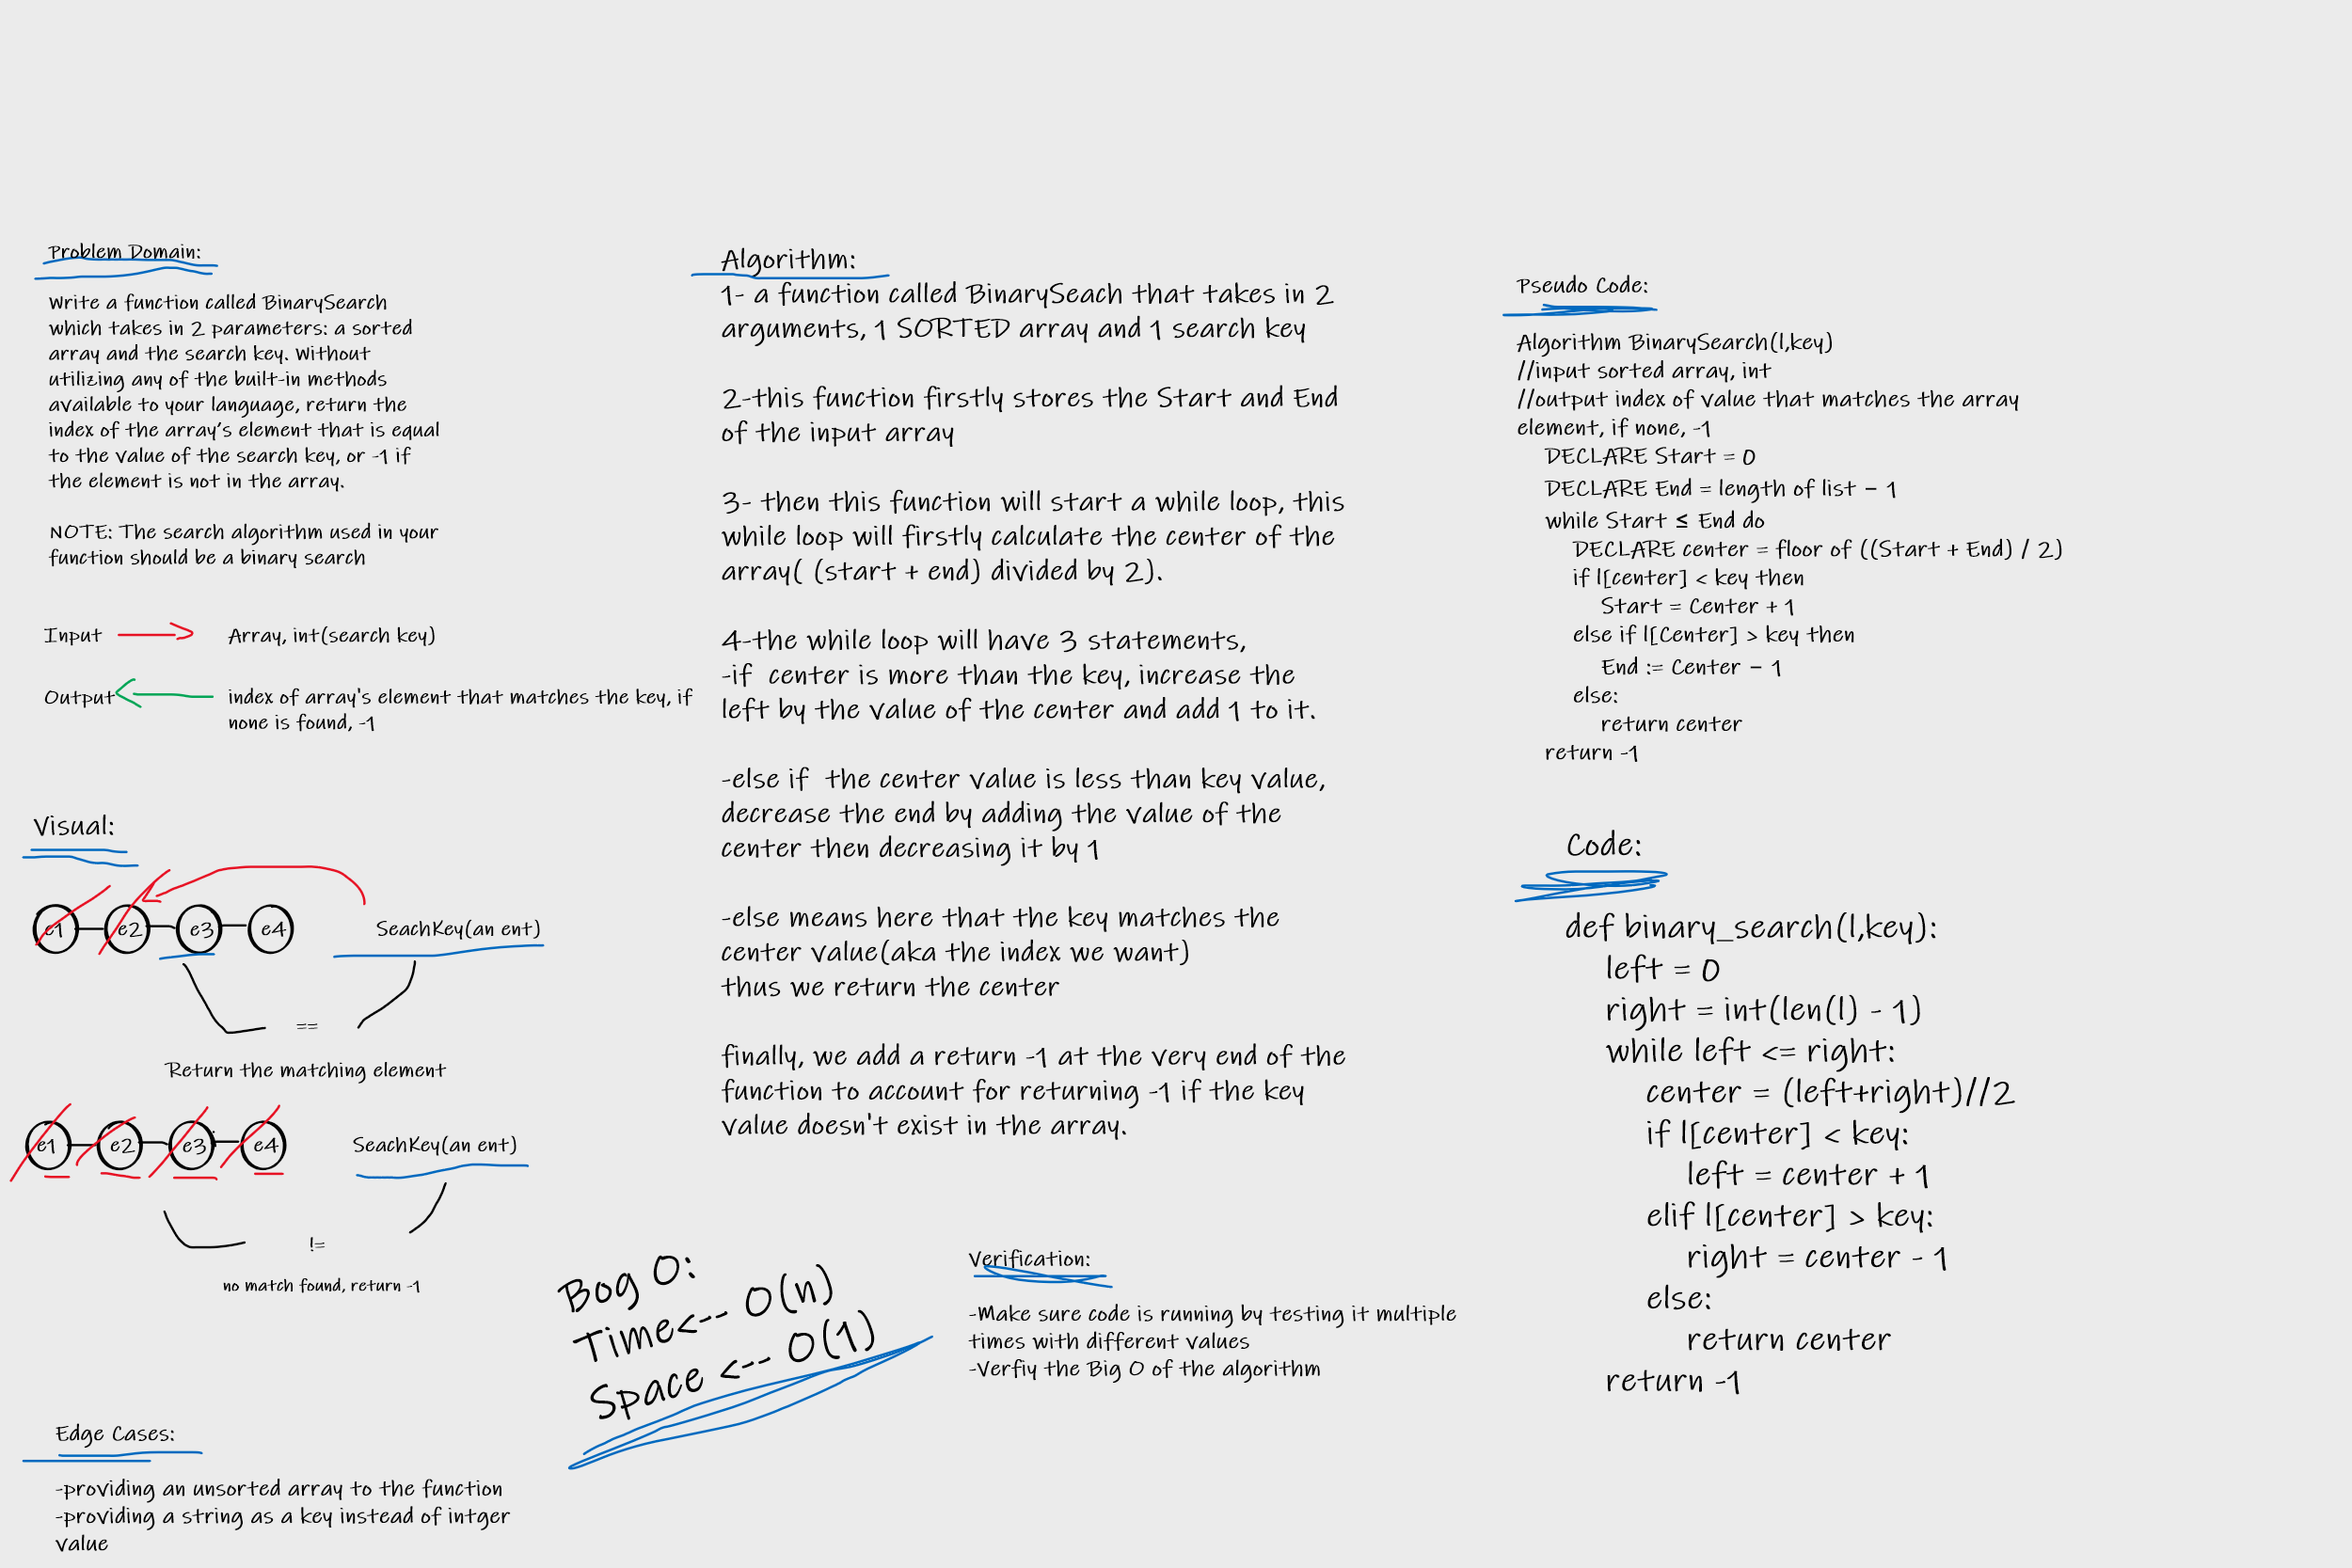 Problem Domain:
Write a function called BinarySearch
which takes in 2 parameters: a sorted
array and the search key. Without
utilizing any of the built-in methods
available to your language, return the
index of the array's element that is equal
to the value of the search key, or -1 if
the element is not in the array.
NOTE: The search algorithm used in your
function should be a binary search
Input
Array, int(search key)
Output
index of array's element that matches the key, if
none is found, -1
Visual:
e1
e2
e3
e4
SeachKey(an ent)
==
Return the matching element
e1
e2
e3
e4
SeachKey(an ent)
!=
no match found, return -1
Edge Cases:
-providing an unsorted array to the function
-providing a string as a key instead of intger
value
Algorithm:
1- a function called BinarySeach that takes in 2
arguments, 1 SORTED array and 1 search key
2-this function firstly stores the Start and End
of the input array
3- then this function will start a while loop, this
while loop will firstly calculate the center of the
array( (start + end) divided by 2).
4-the while loop will have 3 statements,
-if  center is more than the key, increase the
left by the value of the center and add 1 to it.
-else if  the center value is less than key value,
decrease the end by adding the value of the
center then decreasing it by 1
-else means here that the key matches the
center value(aka the index we want)
thus we return the center
finally, we add a return -1 at the very end of the
function to account for returning -1 if the key
value doesn't exist in the array.
Bog O:
Time<-- O(n)
Space <-- O(1)
Verification:
-Make sure code is running by testing it multiple
times with different values
-Verfiy the Big O of the algorithm
Pseudo Code:
Algorithm BinarySearch(l,key)
//input sorted array, int
//output index of value that matches the array
element, if none, -1
DECLARE Start = 0
DECLARE End = length of list − 1
while Start ≤ End do
DECLARE center = floor of ((Start + End) / 2)
if l[center] < key then
Start = Center + 1
else if l[Center] > key then
End := Center − 1
else:
return center
return -1
Code:
def binary_search(l,key):
left = 0
right = int(len(l) - 1)
while left <= right:
center = (left+right)//2
if l[center] < key:
left = center + 1
elif l[center] > key:
right = center - 1
else:
return center
return -1